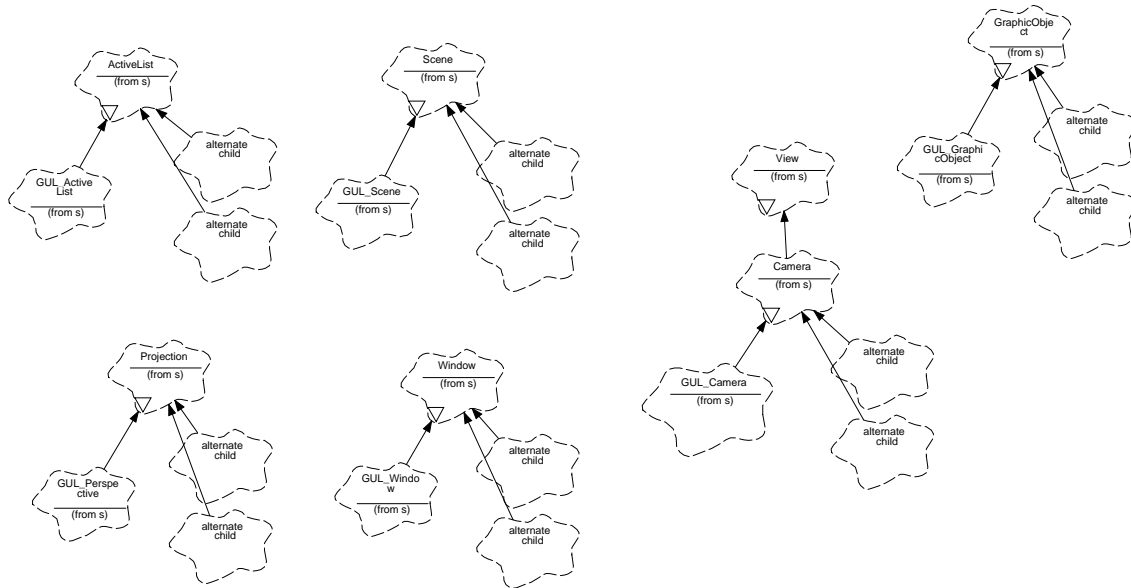 ActiveList
(from s)
GUL_Active
List
(from s)
alternate
child
alternate
child
Scene
(from s)
GUL_Scene
(from s)
alternate
child
alternate
child
GraphicObje
ct
(from s)
GUL_Graphi
cObject
(from s)
alternate
child
alternate
child
View
(from s)
Camera
(from s)
GUL_Camera
(from s)
alternate
child
alternate
child
Projection
(from s)
GUL_Perspe
ctive
(from s)
alternate
child
alternate
child
Window
(from s)
GUL_Windo
w
(from s)
alternate
child
alternate
child